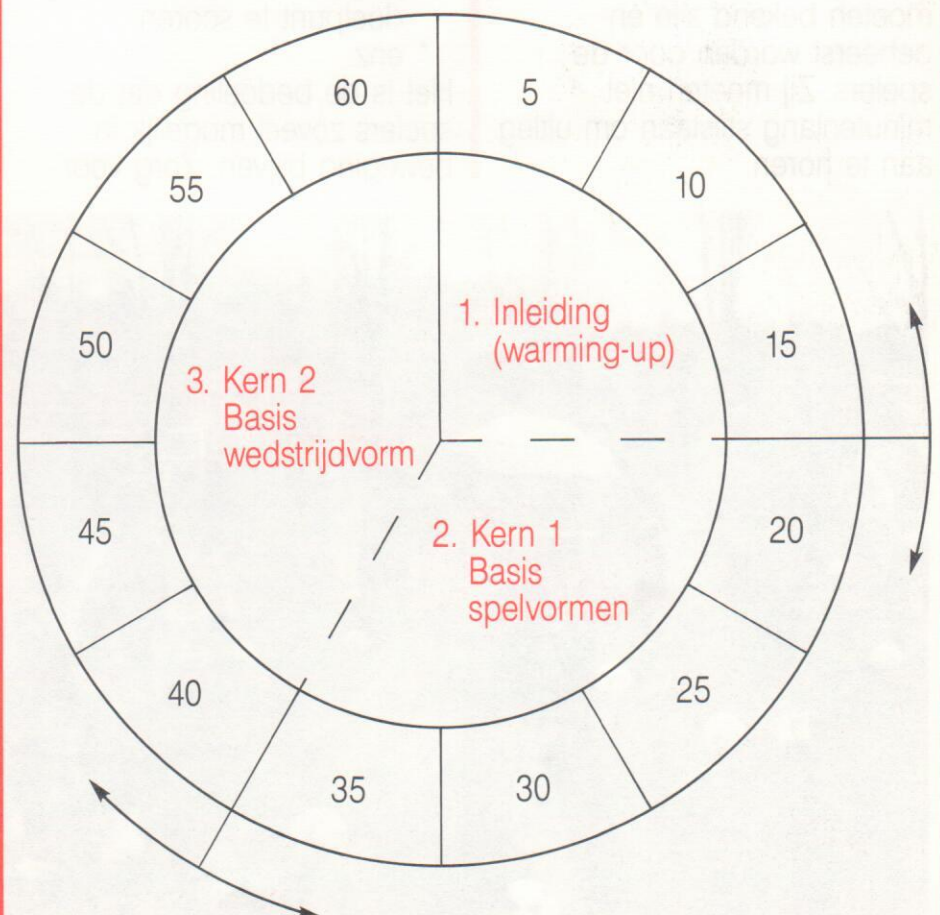 60
5
55
10
1. Inleiding
(warming-up)
50
15
3. Kern 2
Basis
wedstrijdvorm
45
20
2. Kern 1
Basis
spelvormen
40
25
35
30